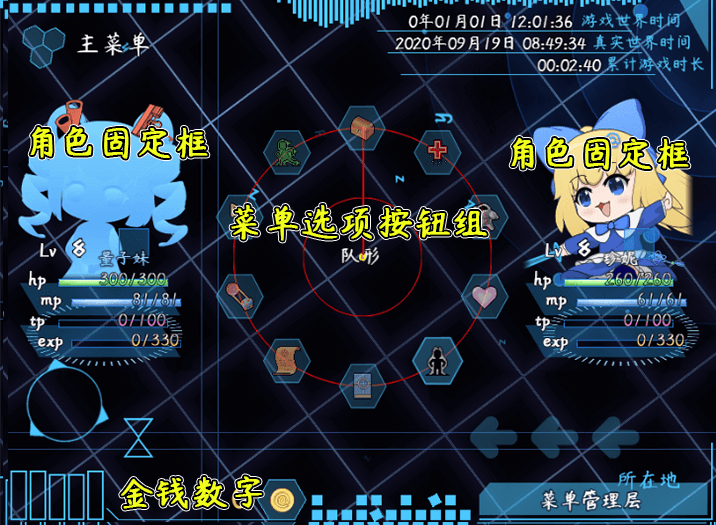 0年01月01日 12:01:36 游戏世界时间
主菜单
2020年09月19日 08:49:34 真实世界时间
00:02:40 累计游戏时长
角色固定框
角色固定框
菜单选项按钮组
队形
Lv 8
量子妹
hp 300/300
mp 81/81
tp 0/100
exp 0/330
Lv 8
珍妮
hp 260/260
mp 61/61
tp 0/100
exp 0/330
所在地
金钱数字
菜单管理层